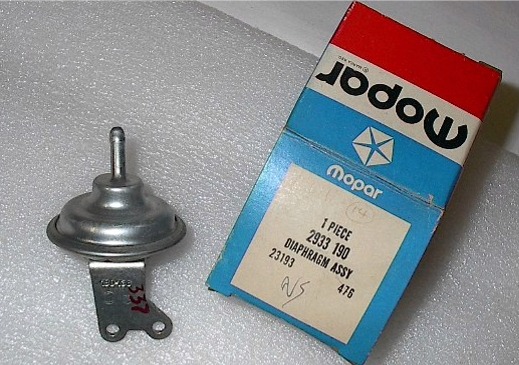 Mopar
Mopar
1 PIECE
2933 190
DIAPHRAGM ASSY
23193 476
N/S
337